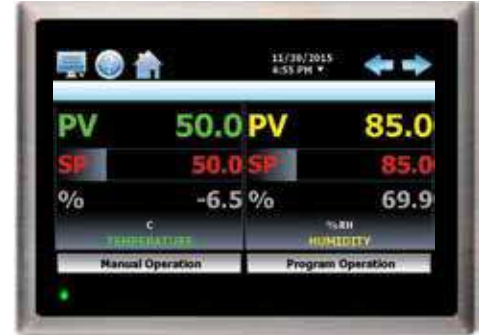 11/30/2015
4:55 PM
PV 50.0 PV 85.0
SP 50.0 SP 85.0
% -6.5 % 69.9
C %RH
TEMPERATURE HUMIDITY
Manual Operation Program Operation